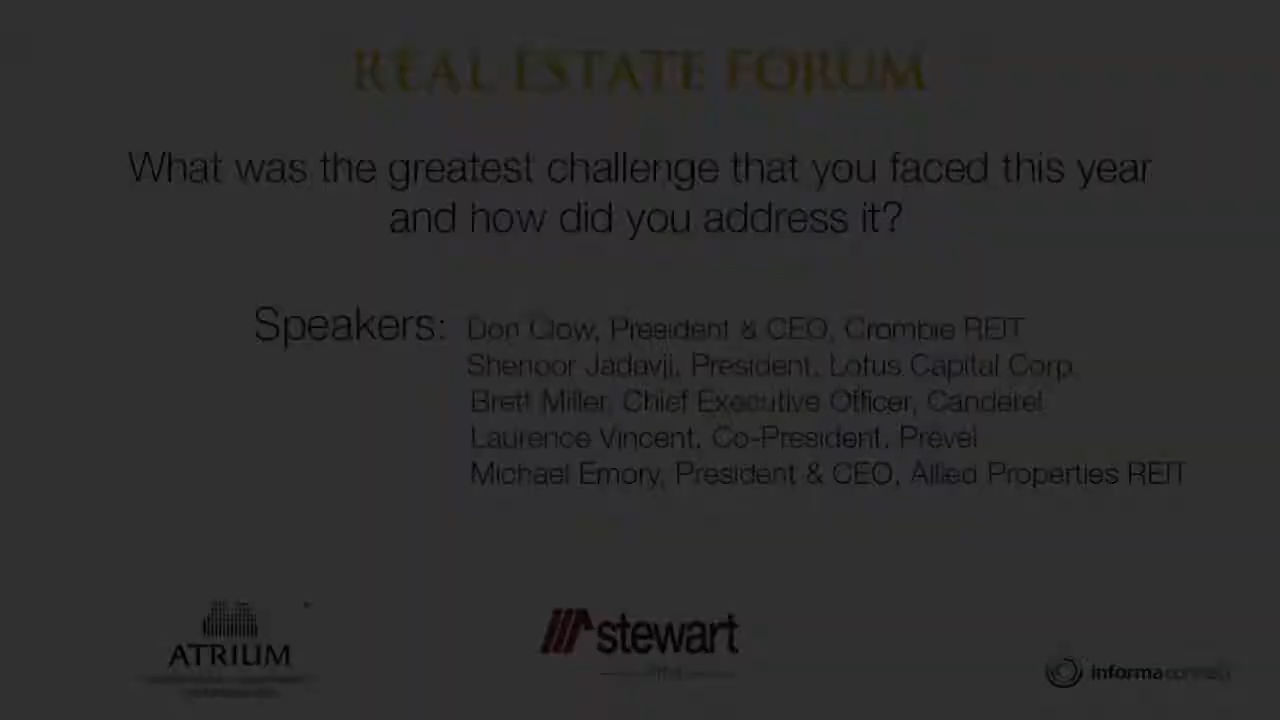 REAL ESTATE FORUM
What was the greatest challenge that you faced this year
and how did you address it?
Speakers: Don Clow, President & CEO, Crombie REIT
Shenoor Jadavji, President, Lotus Capital Corp.
Brett Miller, Chief Executive Officer, Canderel
Laurence Vincent, Co-President, Prével
Michael Emory, President & CEO, Allied Properties REIT
ATRIUM
stewart
informa connect